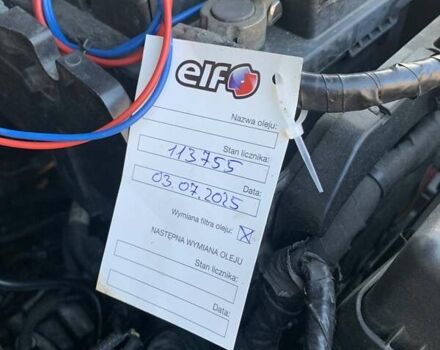 elf
Nazwa oleju:
Stan licznika:
113755
Data:
03.07.2025
Wymiana filtra oleju: ☒
NASTĘPNA WYMIANA OLEJU
Stan licznika:
Data: